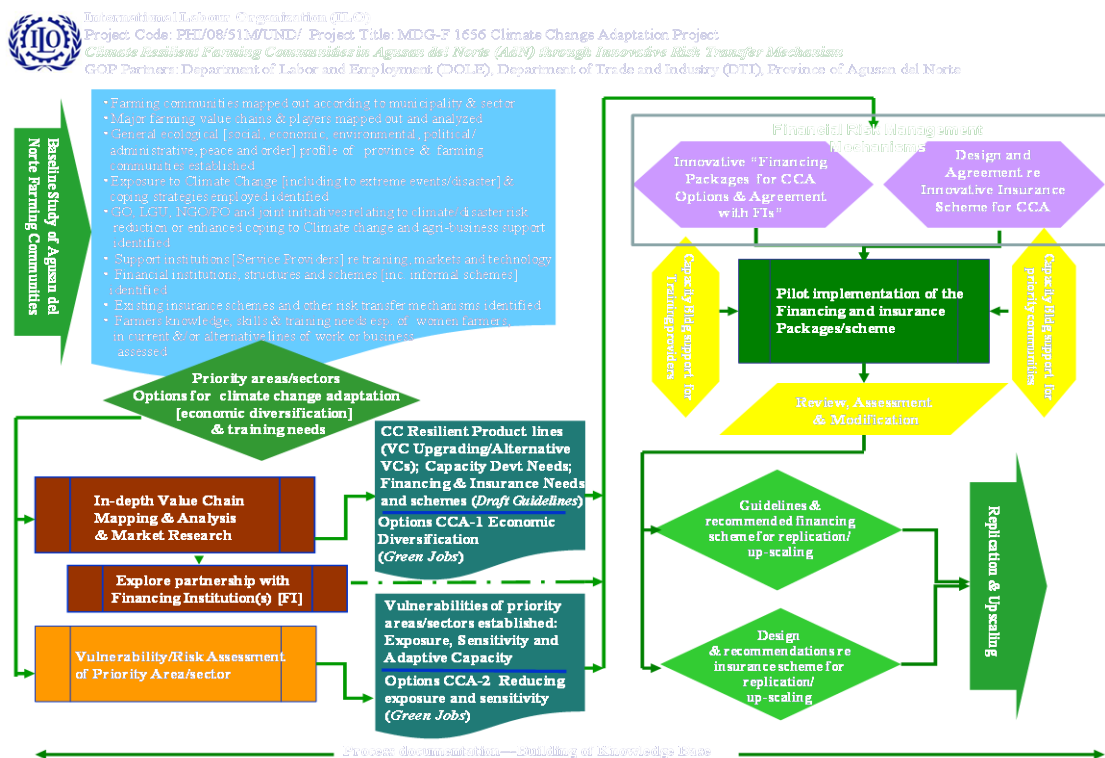 ILO
International Labour Organization (ILO)
Project Code: PHI/08/51M/UND/ Project Title: MDG-F 1656 Climate Change Adaptation Project
Climate Resilient Farming Communities in Agusan del Norte (AdN) through Innovative Risk Transfer Mechanism
GOP Partners: Department of Labor and Employment (DOLE), Department of Trade and Industry (DTI), Province of Agusan del Norte
Baseline Study of Agusan del
Norte Farming Communities
• Farming communities mapped out according to municipality & sector
• Major farming value chains & players mapped out and analyzed
• General ecological [social, economic, environmental, political/
administrative, peace and order] profile of province & farming
communities established
• Exposure to Climate Change [including to extreme events/disaster] &
coping strategies employed identified
• GO, LGU, NGO/PO and joint initiatives relating to climate/disaster risk
reduction or enhanced coping to Climate change and agri-business support
identified
• Support institutions [Service Providers] re training, markets and technology
• Financial institutions, structures and schemes [inc. informal schemes]
identified
• Existing insurance schemes and other risk transfer mechanisms identified
• Farmers knowledge, skills & training needs esp. of women farmers,
in current &/or alternative lines of work or business
assessed
Priority areas/sectors
Options for climate change adaptation
[economic diversification]
& training needs
In-depth Value Chain
Mapping & Analysis
& Market Research
Explore partnership with
Financing Institution(s) [FI]
Vulnerability/Risk Assessment
of Priority Area/sector
CC Resilient Product lines
(VC Upgrading/Alternative
VCs); Capacity Devt Needs;
Financing & Insurance Needs
and schemes (Draft Guidelines)
Options CCA-1 Economic
Diversification
(Green Jobs)
Vulnerabilities of priority
areas/sectors established:
Exposure, Sensitivity and
Adaptive Capacity
Options CCA-2 Reducing
exposure and sensitivity
(Green Jobs)
Financial Risk Management
Mechanisms
Innovative "Financing
Packages for CCA
Options & Agreement
with FIs"
Design and
Agreement re
Innovative Insurance
Scheme for CCA
Capacity Bldg support for
Training providers
Pilot implementation of the
Financing and insurance
Packages/scheme
Capacity Bldg support for
priority communities
Review, Assessment
& Modification
Guidelines &
recommended financing
scheme for replication/
up-scaling
Design
& recommendations re
insurance scheme for
replication/
up-scaling
Replication & Upscaling
Process documentation—Building of Knowledge Base